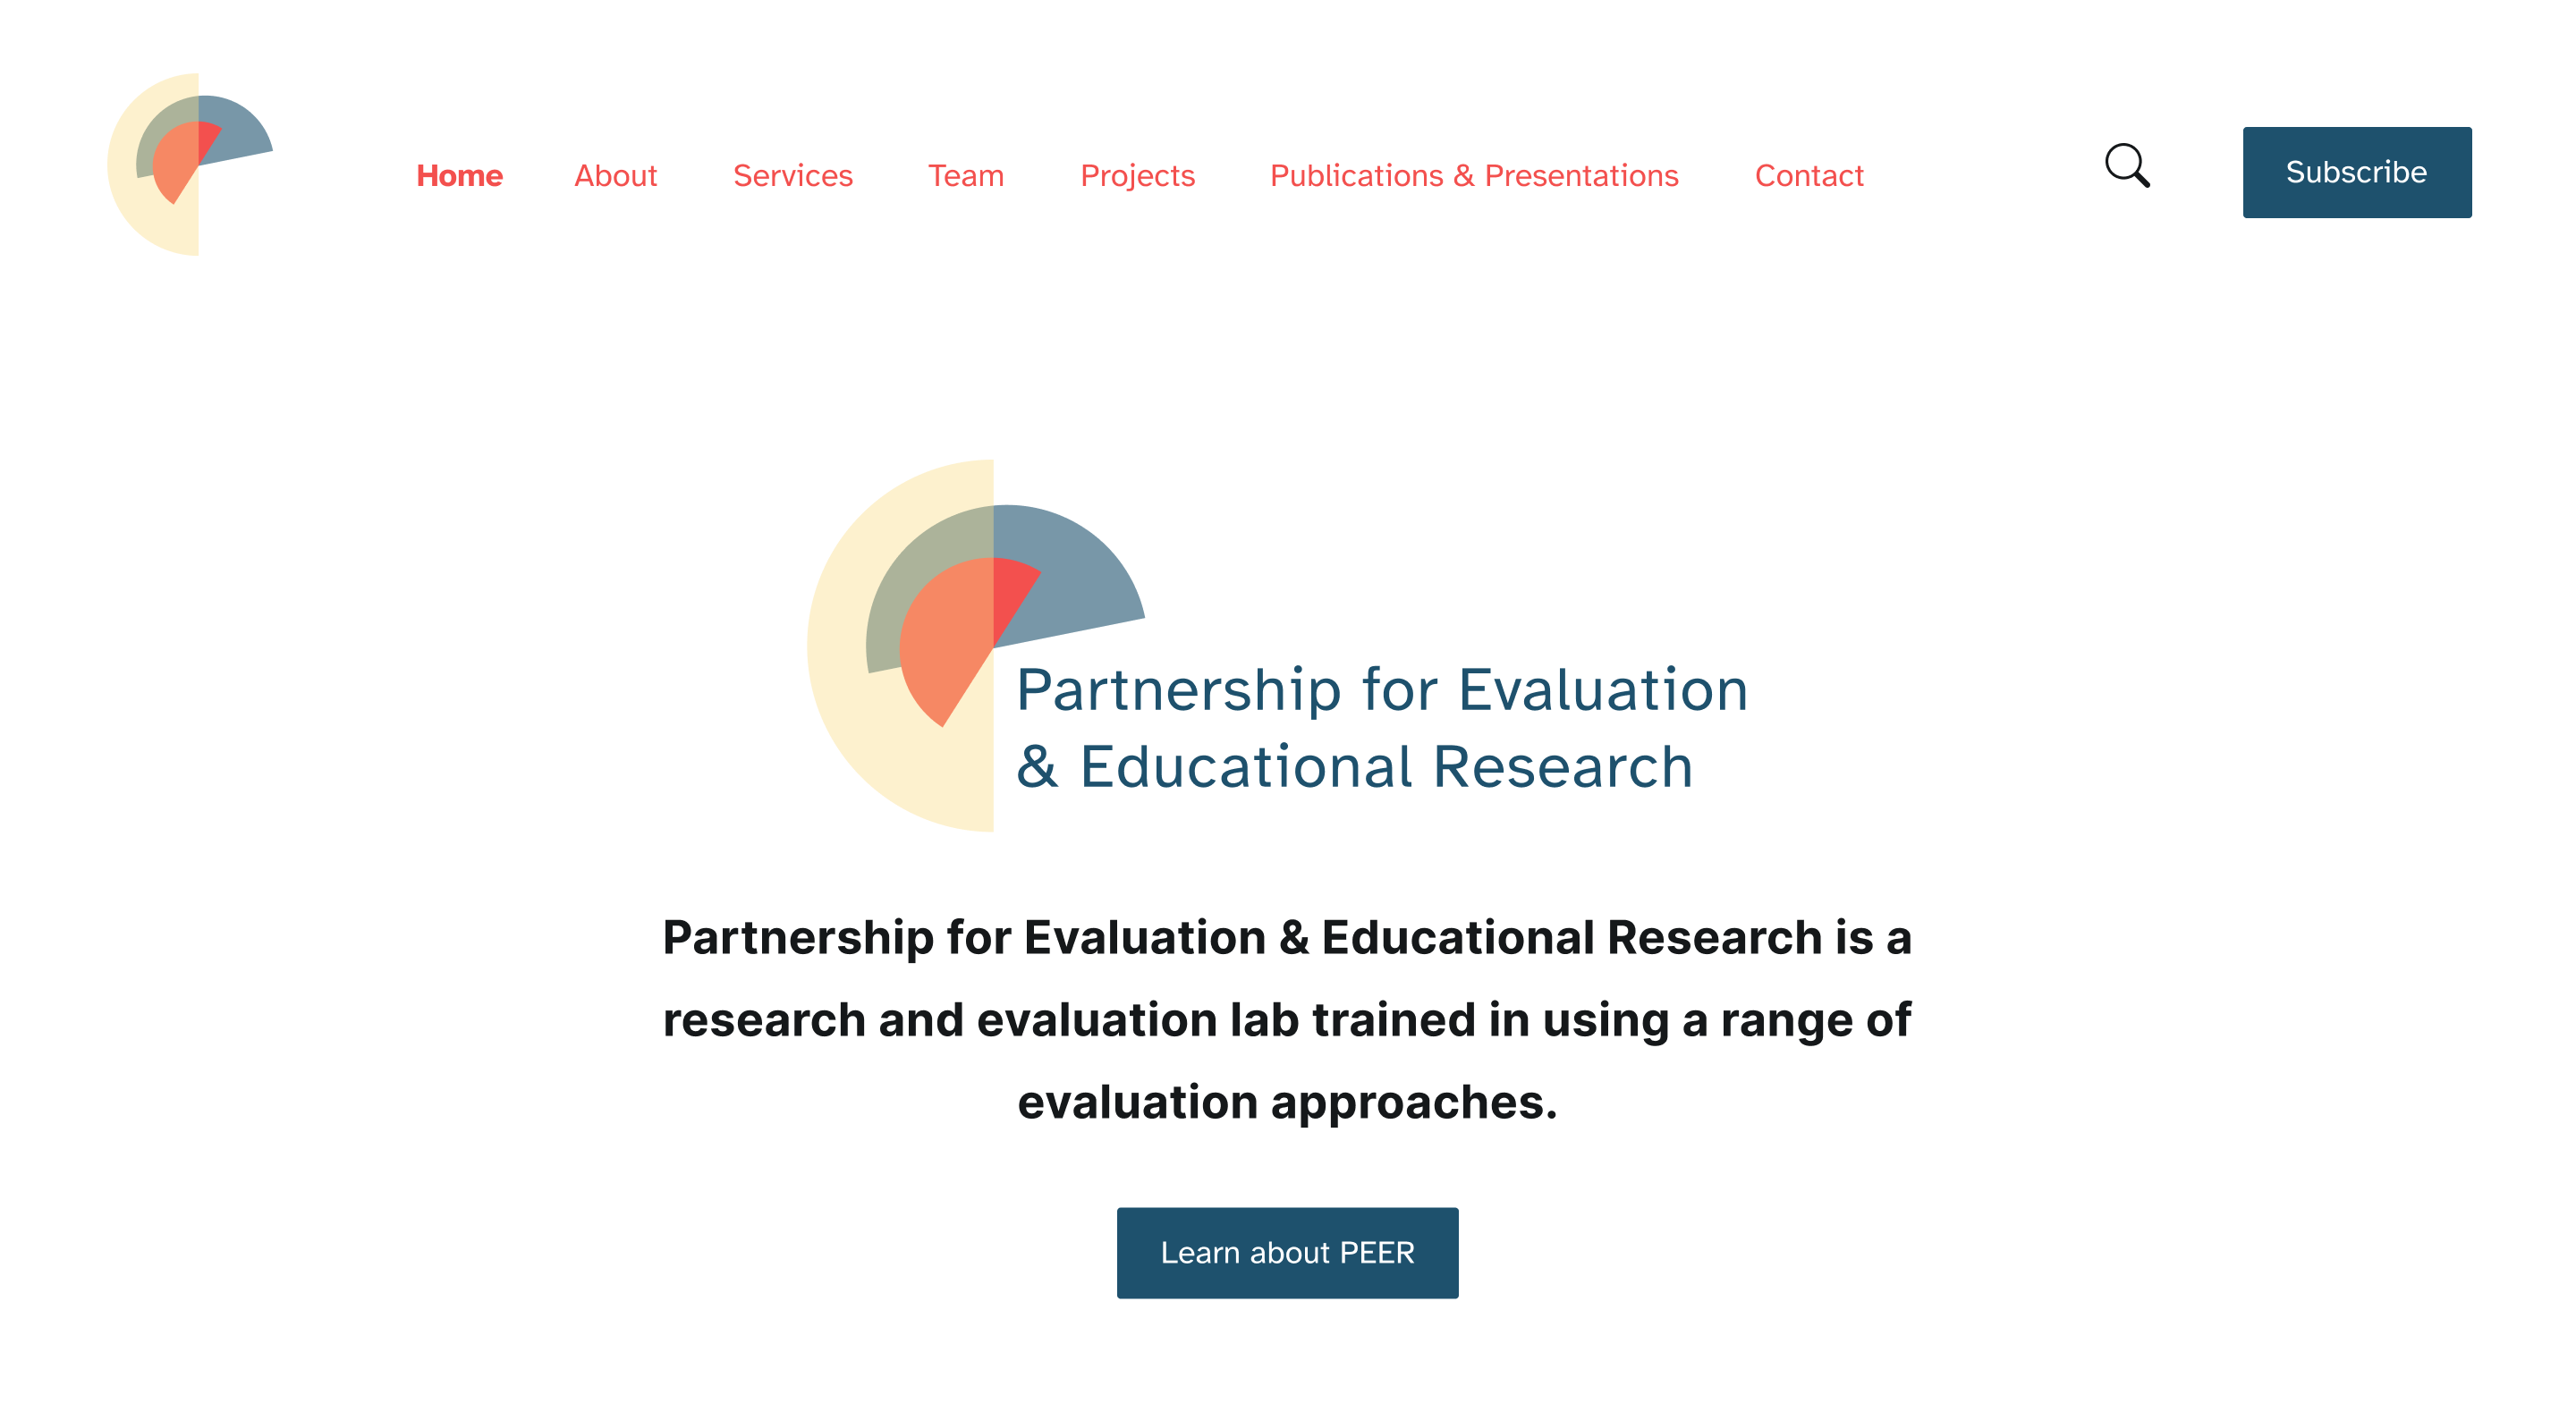 Home About Services Team Projects Publications & Presentations Contact Subscribe
Partnership for Evaluation
& Educational Research
Partnership for Evaluation & Educational Research is a
research and evaluation lab trained in using a range of
evaluation approaches.
Learn about PEER